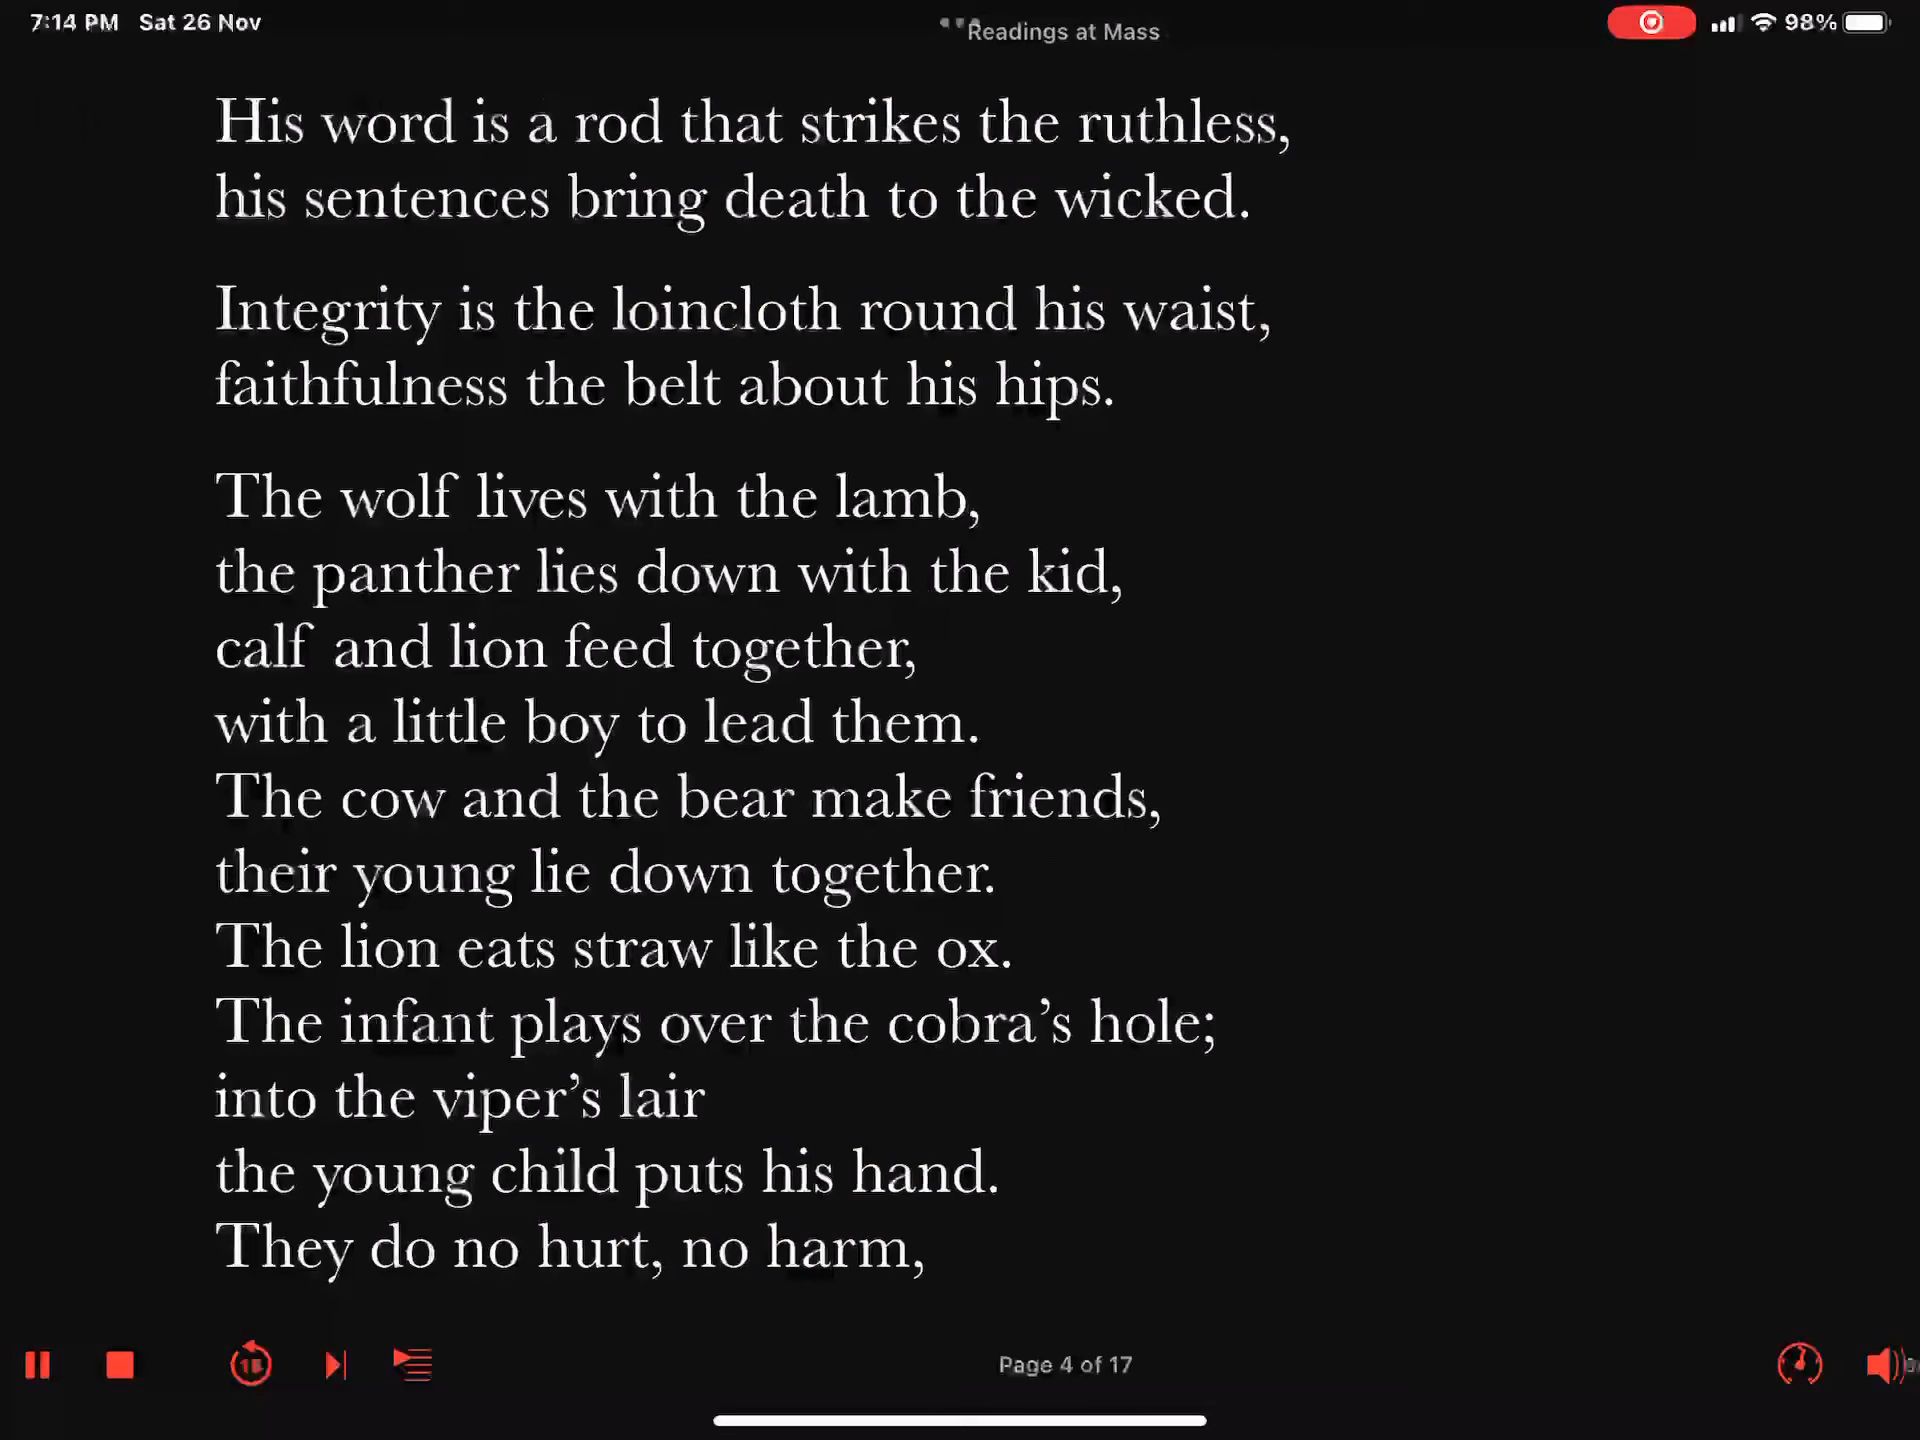 7:14 PM Sat 26 Nov
Readings at Mass
98%
His word is a rod that strikes the ruthless,
his sentences bring death to the wicked.
Integrity is the loincloth round his waist,
faithfulness the belt about his hips.
The wolf lives with the lamb,
the panther lies down with the kid,
calf and lion feed together,
with a little boy to lead them.
The cow and the bear make friends,
their young lie down together.
The lion eats straw like the ox.
The infant plays over the cobra’s hole;
into the viper’s lair
the young child puts his hand.
They do no hurt, no harm,
15
Page 4 of 17